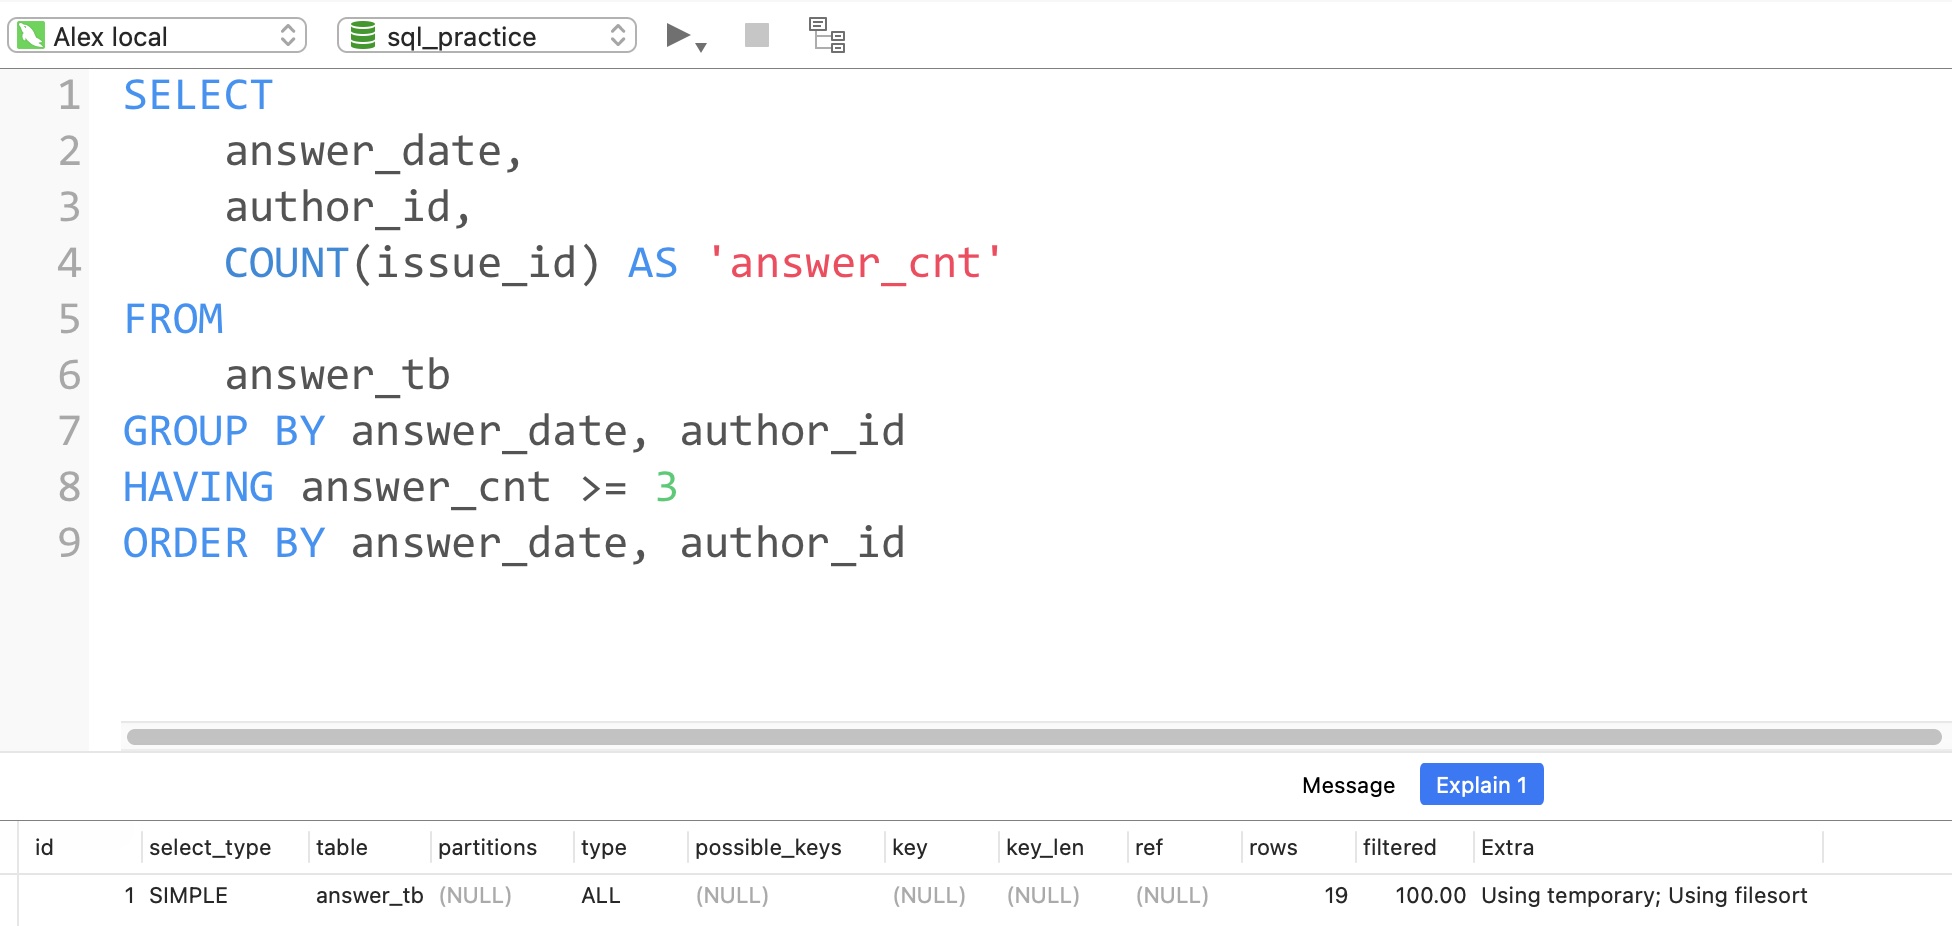 Alex local sql_practice
1 SELECT
2 answer_date,
3 author_id,
4 COUNT(issue_id) AS 'answer_cnt'
5 FROM
6 answer_tb
7 GROUP BY answer_date, author_id
8 HAVING answer_cnt >= 3
9 ORDER BY answer_date, author_id
Message Explain 1
id select_type table partitions type possible_keys key key_len ref rows filtered Extra
1 SIMPLE answer_tb (NULL) ALL (NULL) (NULL) (NULL) (NULL) 19 100.00 Using temporary; Using filesort